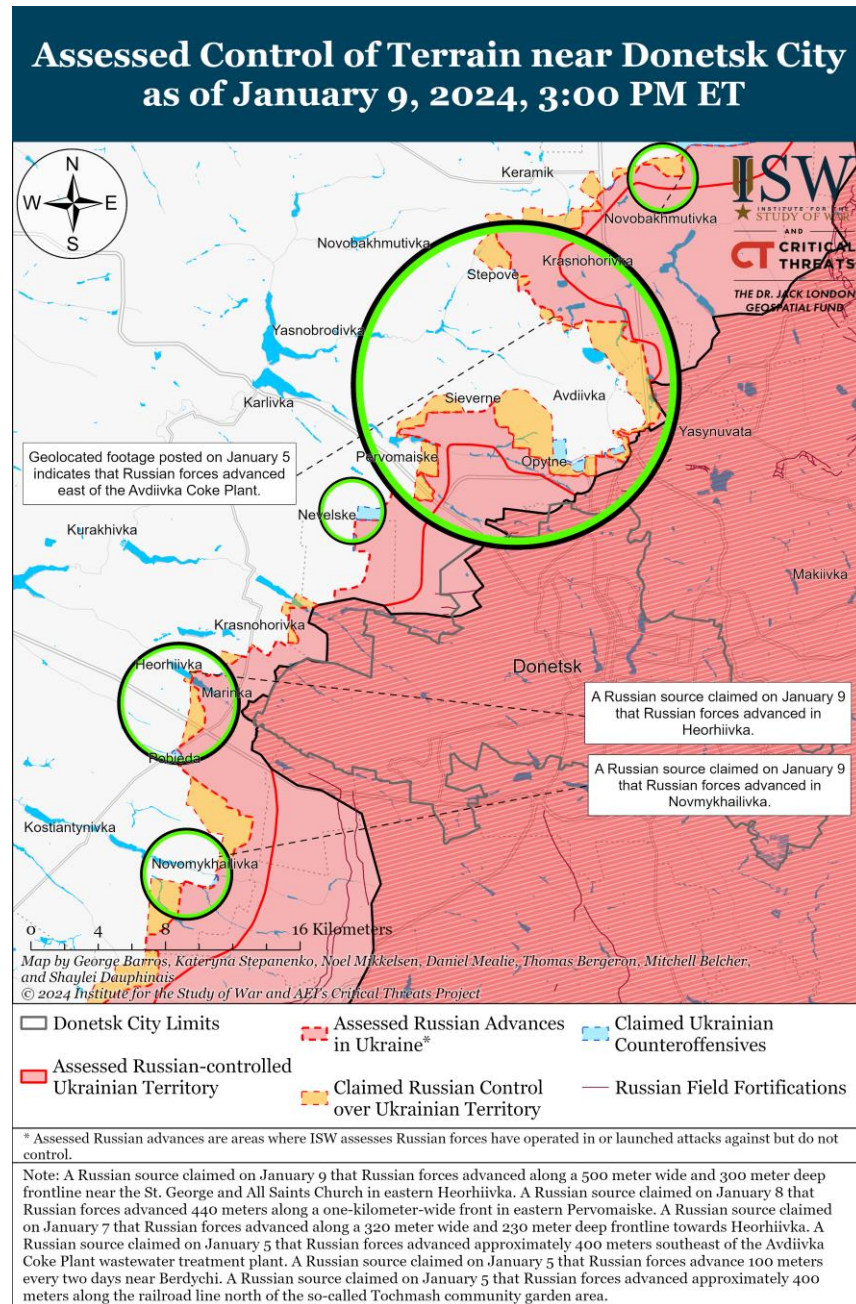 Assessed Control of Terrain near Donetsk City
as of January 9, 2024, 3:00 PM ET
N
W E
S
Keramik
ISW
INSTITUTE FOR THE
STUDY OF WAR
AND
CT CRITICAL
THREATS
THE DR. JACK LONDON
GEOSPATIAL FUND
Novobakhmutivka
Novobakhmutivka
Krasnohorivka
Stepove
Yasnobrodivka
Karlivka
Sieverne
Avdiivka
Yasynuvata
Geolocated footage posted on January 5
indicates that Russian forces advanced
east of the Avdiivka Coke Plant.
Pervomaiske
Opytne
Nevelske
Kurakhivka
Makiivka
Krasnohorivka
Heorhiivka
Donetsk
Marinka
A Russian source claimed on January 9
that Russian forces advanced in
Heorhiivka.
Pobieda
A Russian source claimed on January 9
that Russian forces advanced in
Novmykhailivka.
Kostiantynivka
Novomykhailivka
0 4 8 16 Kilometers
Map by George Barros, Kateryna Stepanenko, Noel Mikkelsen, Daniel Mealie, Thomas Bergeron, Mitchell Belcher,
and Shaylei Dauphinais
© 2024 Institute for the Study of War and AEI's Critical Threats Project
Donetsk City Limits
Assessed Russian-controlled
Ukrainian Territory
Assessed Russian Advances
in Ukraine*
Claimed Russian Control
over Ukrainian Territory
Claimed Ukrainian
Counteroffensives
Russian Field Fortifications
* Assessed Russian advances are areas where ISW assesses Russian forces have operated in or launched attacks against but do not
control.
Note: A Russian source claimed on January 9 that Russian forces advanced along a 500 meter wide and 300 meter deep
frontline near the St. George and All Saints Church in eastern Heorhiivka. A Russian source claimed on January 8 that
Russian forces advanced 440 meters along a one-kilometer-wide front in eastern Pervomaiske. A Russian source claimed
on January 7 that Russian forces advanced along a 320 meter wide and 230 meter deep frontline towards Heorhiivka. A
Russian source claimed on January 5 that Russian forces advanced approximately 400 meters southeast of the Avdiivka
Coke Plant wastewater treatment plant. A Russian source claimed on January 5 that Russian forces advance 100 meters
every two days near Berdychi. A Russian source claimed on January 5 that Russian forces advanced approximately 400
meters along the railroad line north of the so-called Tochmash community garden area.